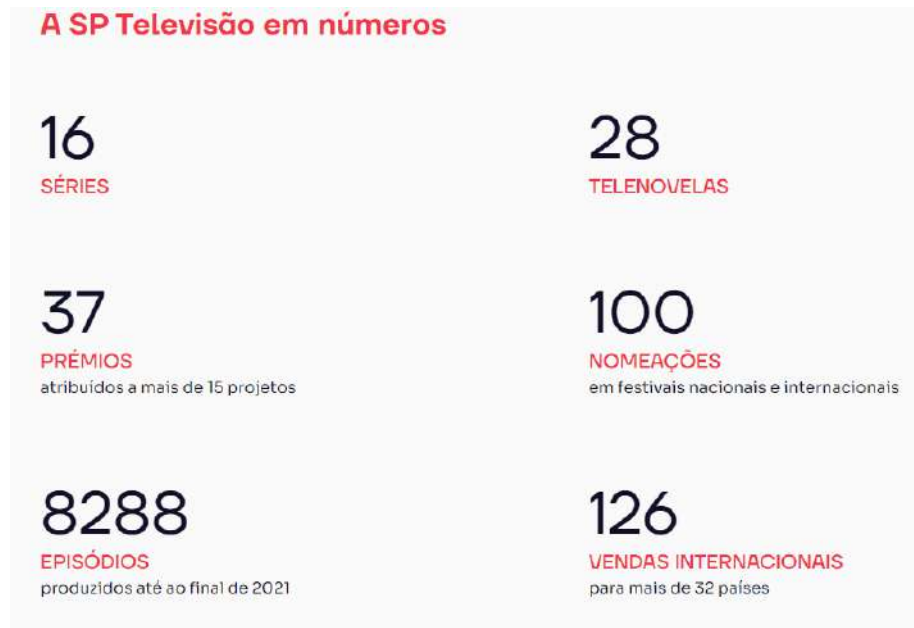 A SP Televisão em números
16
SÉRIES
28
TELENOVELAS
37
PRÉMIOS
atribuídos a mais de 15 projetos
100
NOMEAÇÕES
em festivais nacionais e internacionais
8288
EPISÓDIOS
produzidos até ao final de 2021
126
VENDAS INTERNACIONAIS
para mais de 32 países